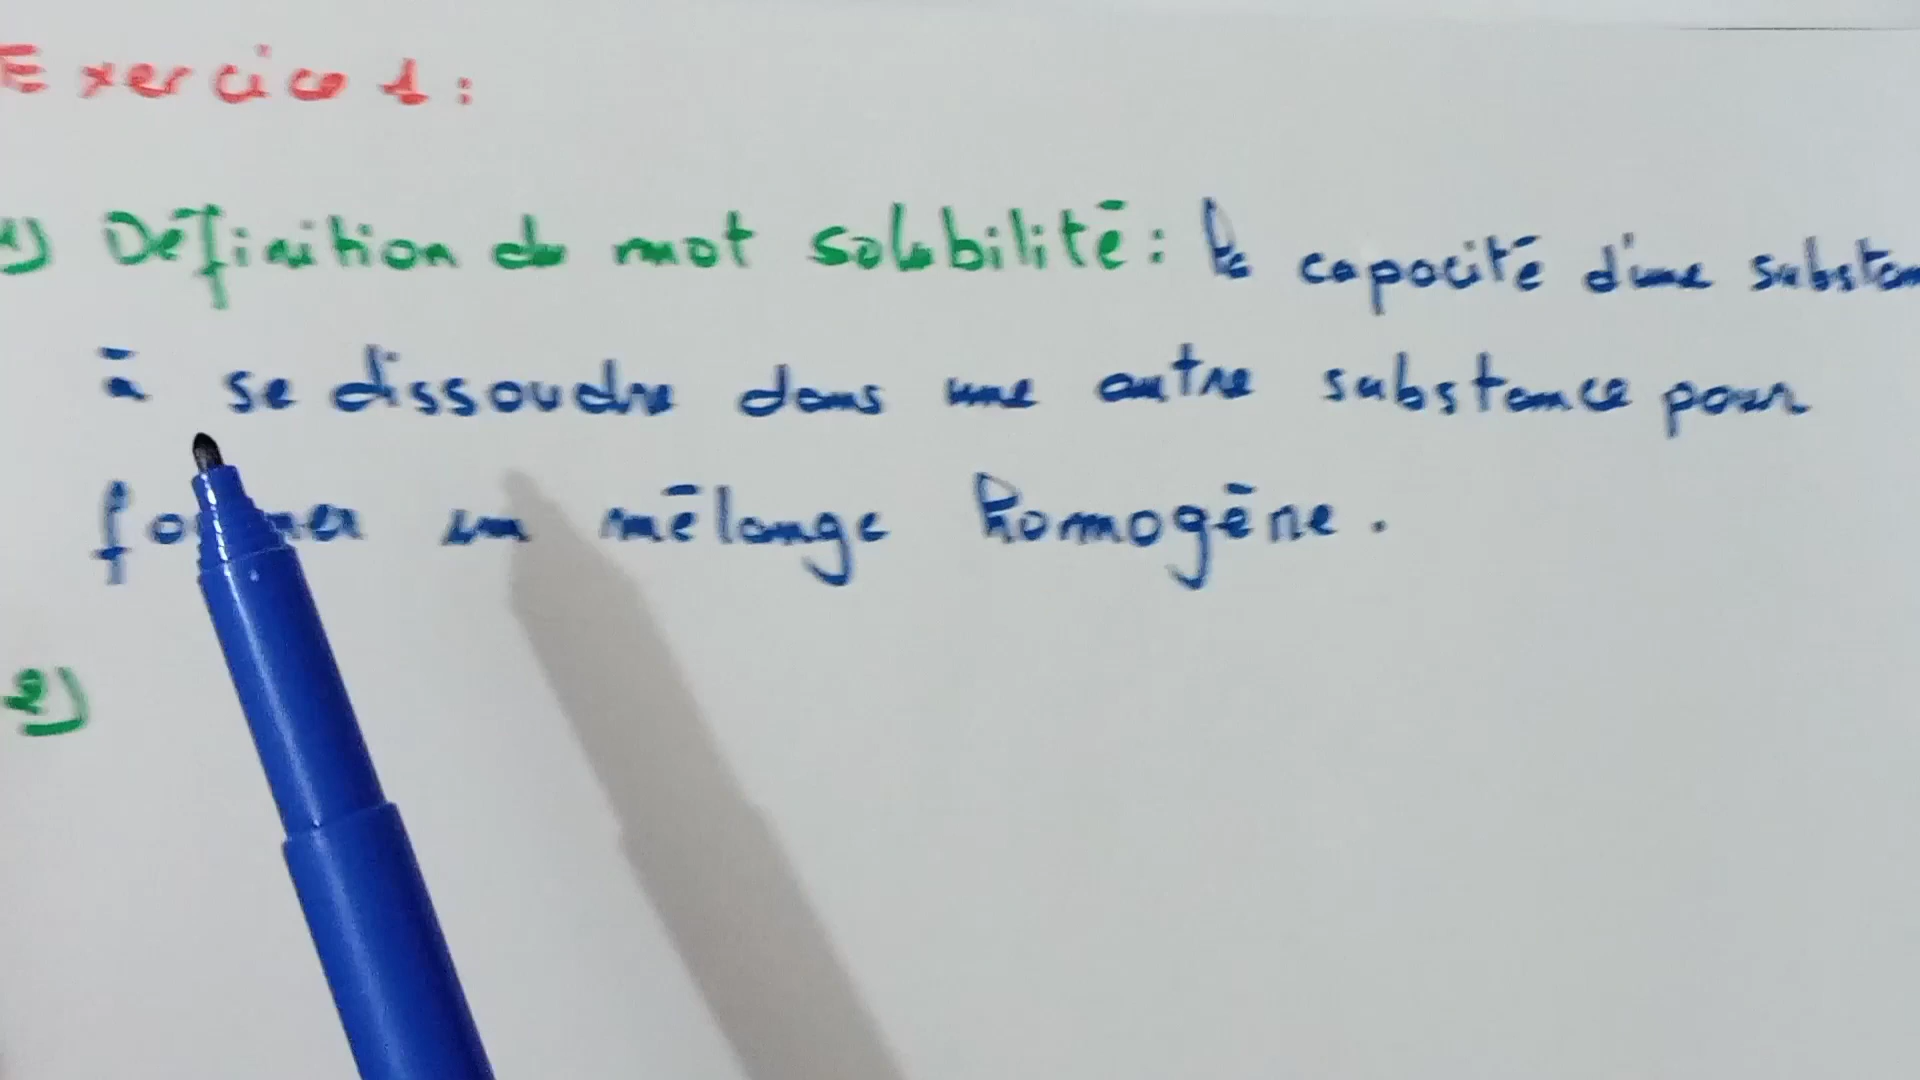 Exercice 1:
1) Définition du mot solubilité: la capacité d'une substan
à se dissoudre dans une autre substance pour
former un mélange homogène.
2)